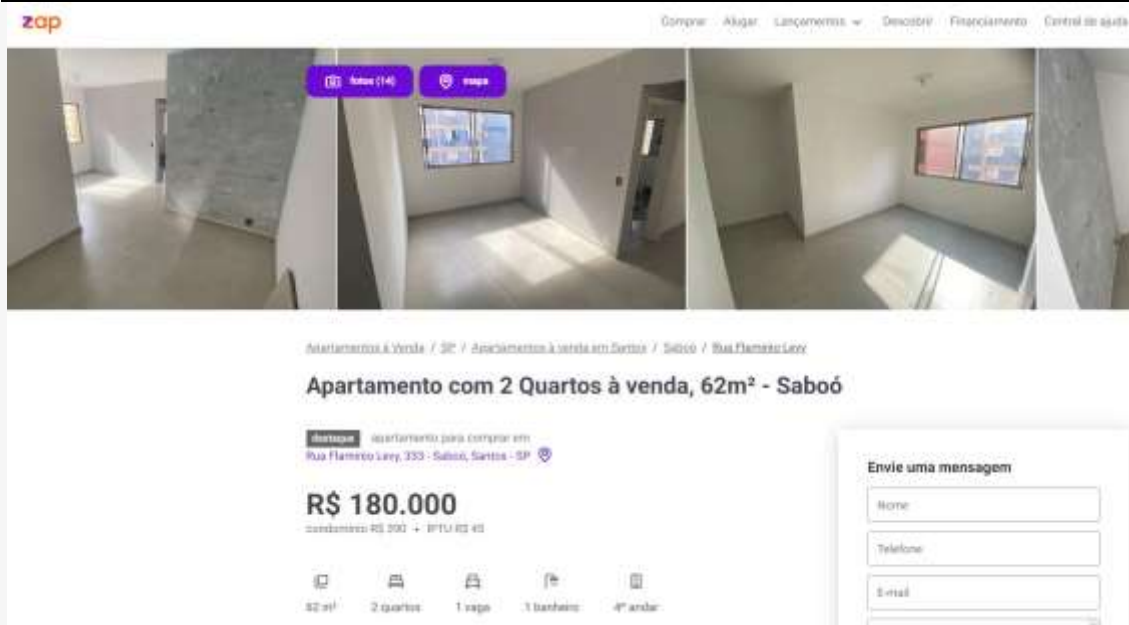 zap
Comprar Alugar Lançamentos Descobrir Financiamento Central de ajuda
fotos (14) mapa
Apartamentos à Venda / SP / Apartamentos à venda em Santos / Saboó / Rua Flamínio Levy
Apartamento com 2 Quartos à venda, 62m² - Saboó
destaque apartamento para comprar em
Rua Flamínio Levy, 333 - Saboó, Santos - SP
Envie uma mensagem
R$ 180.000
Nome
condomínio R$ 390 + IPTU R$ 45
Telefone
E-mail
62 m² 2 quartos 1 vaga 1 banheiro 4º andar